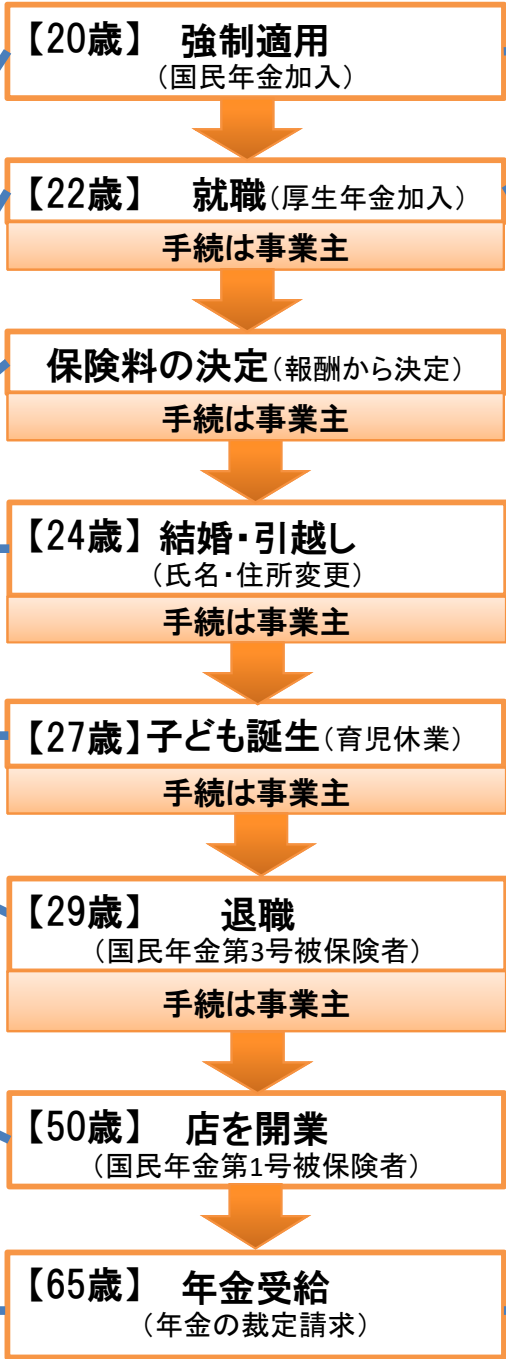 【20歳】 強制適用
（国民年金加入）
【22歳】 就職（厚生年金加入）
手続は事業主
保険料の決定（報酬から決定）
手続は事業主
【24歳】 結婚・引越し
（氏名・住所変更）
手続は事業主
【27歳】子ども誕生（育児休業）
手続は事業主
【29歳】 退職
（国民年金第3号被保険者）
手続は事業主
【50歳】 店を開業
（国民年金第1号被保険者）
【65歳】 年金受給
（年金の裁定請求）